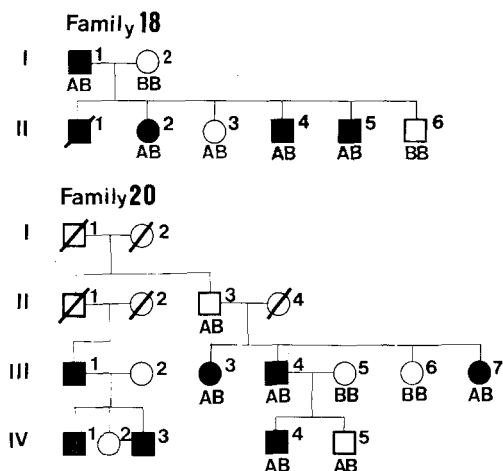 Family 18
I 1 2
AB BB
II 1 2 3 4 5 6
AB AB AB AB BB
Family 20
I 1 2
II 1 2 3 4
AB
III 1 2 3 4 5 6 7
AB AB BB BB AB
IV 1 2 3 4 5
AB AB